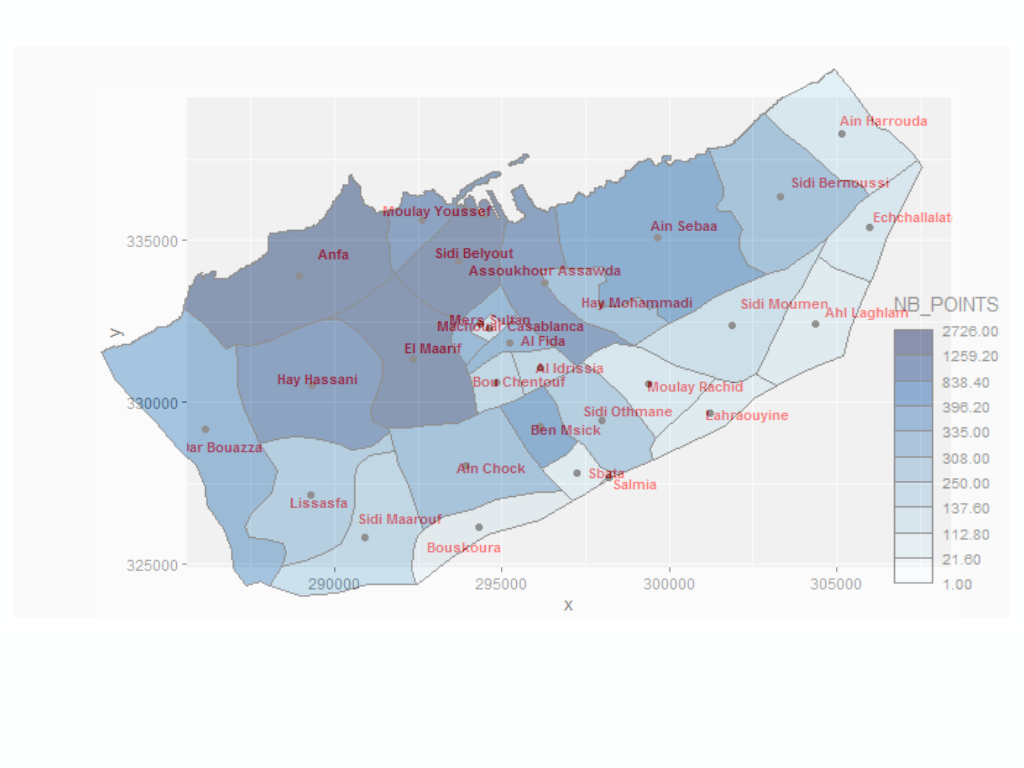 Ain Harrouda
Sidi Bernoussi
Moulay Youssef
Echchallalat
Ain Sebaa
335000
Anfa
Sidi Belyout
Assoukhour Assawda
Hay Mohammadi
Sidi Moumen
NB_POINTS
Ahl Laghlam
Mers Sultan
Machouar Casablanca
y
2726.00
El Maarif
Al Fida
1259.20
Al Idrissia
Hay Hassani
Bou Chentouf
Moulay Rachid
838.40
330000
396.20
Sidi Othmane
Lahraouyine
Ben Msick
335.00
Dar Bouazza
308.00
Ain Chock
Sbata
250.00
Salmia
Lissasfa
137.60
Sidi Maarouf
112.80
Bouskoura
21.60
325000
290000 295000 300000 305000
1.00
x